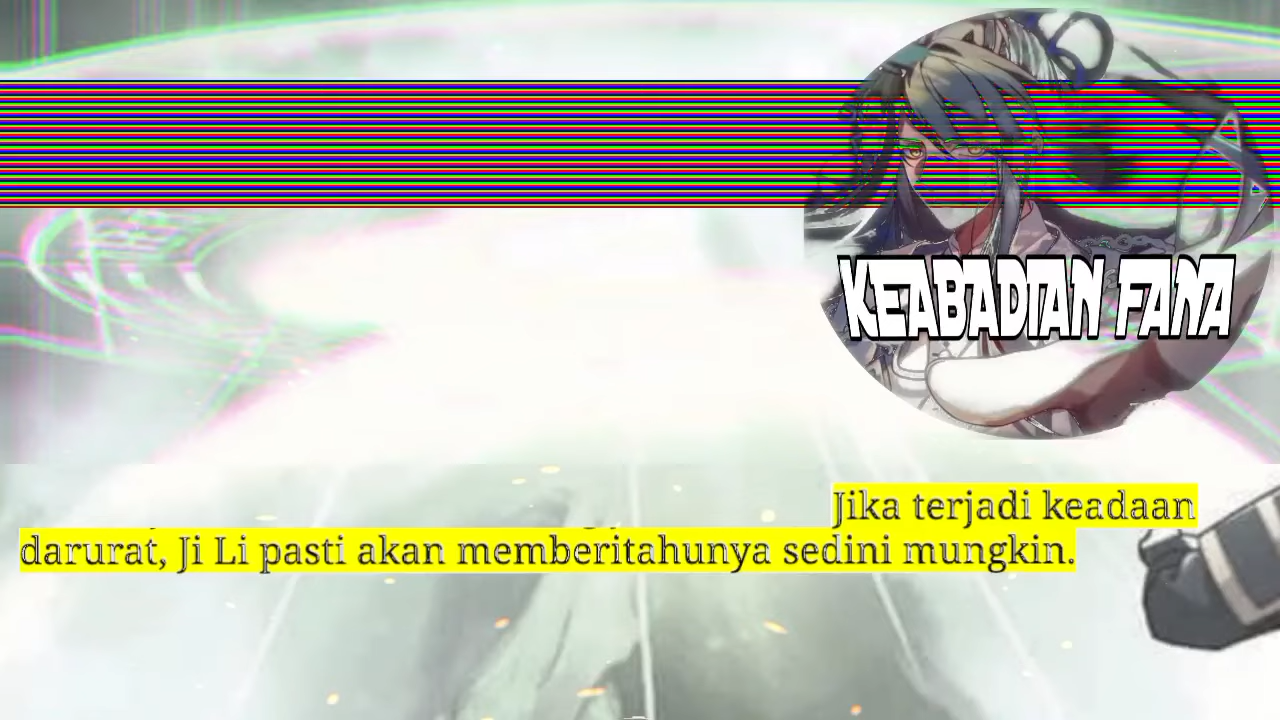 KEABADIAN FANA
Jika terjadi keadaan
darurat, Ji Li pasti akan memberitahunya sedini mungkin.